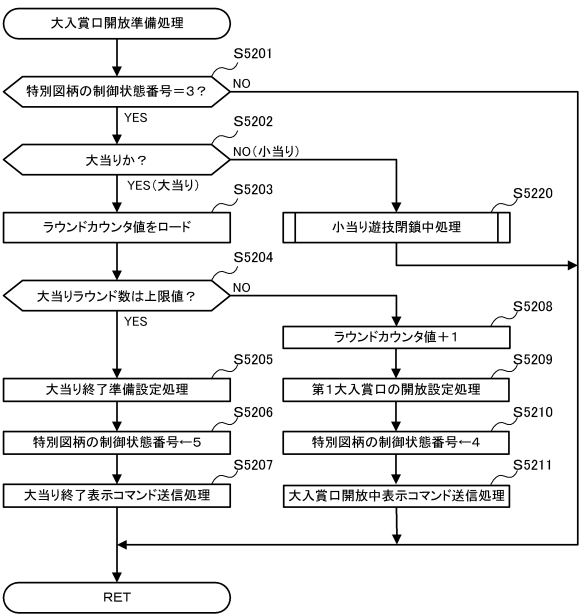 大入賞口開放準備処理
S5201
特別図柄の制御状態番号＝3？
NO
YES
S5202
大当りか？
NO（小当り）
YES（大当り）
S5203
ラウンドカウンタ値をロード
S5220
小当り遊技閉鎖中処理
S5204
大当りラウンド数は上限値？
NO
YES
S5208
ラウンドカウンタ値＋1
S5205
大当り終了準備設定処理
S5209
第1大入賞口の開放設定処理
S5206
特別図柄の制御状態番号←5
S5210
特別図柄の制御状態番号←4
S5207
大当り終了表示コマンド送信処理
S5211
大入賞口開放中表示コマンド送信処理
RET